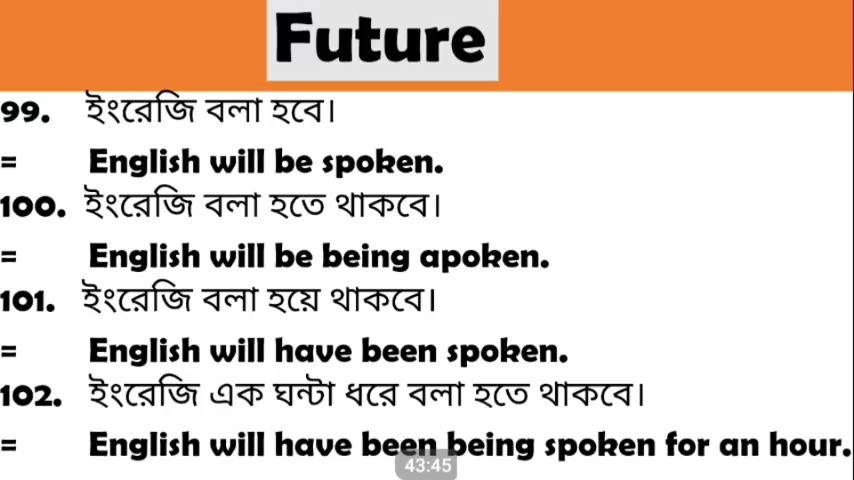 Future
99. ইংরেজি বলা হবে।
= English will be spoken.
100. ইংরেজি বলা হতে থাকবে।
= English will be being apoken.
101. ইংরেজি বলা হয়ে থাকবে।
= English will have been spoken.
102. ইংরেজি এক ঘন্টা ধরে বলা হতে থাকবে।
= English will have been being spoken for an hour.
43:45